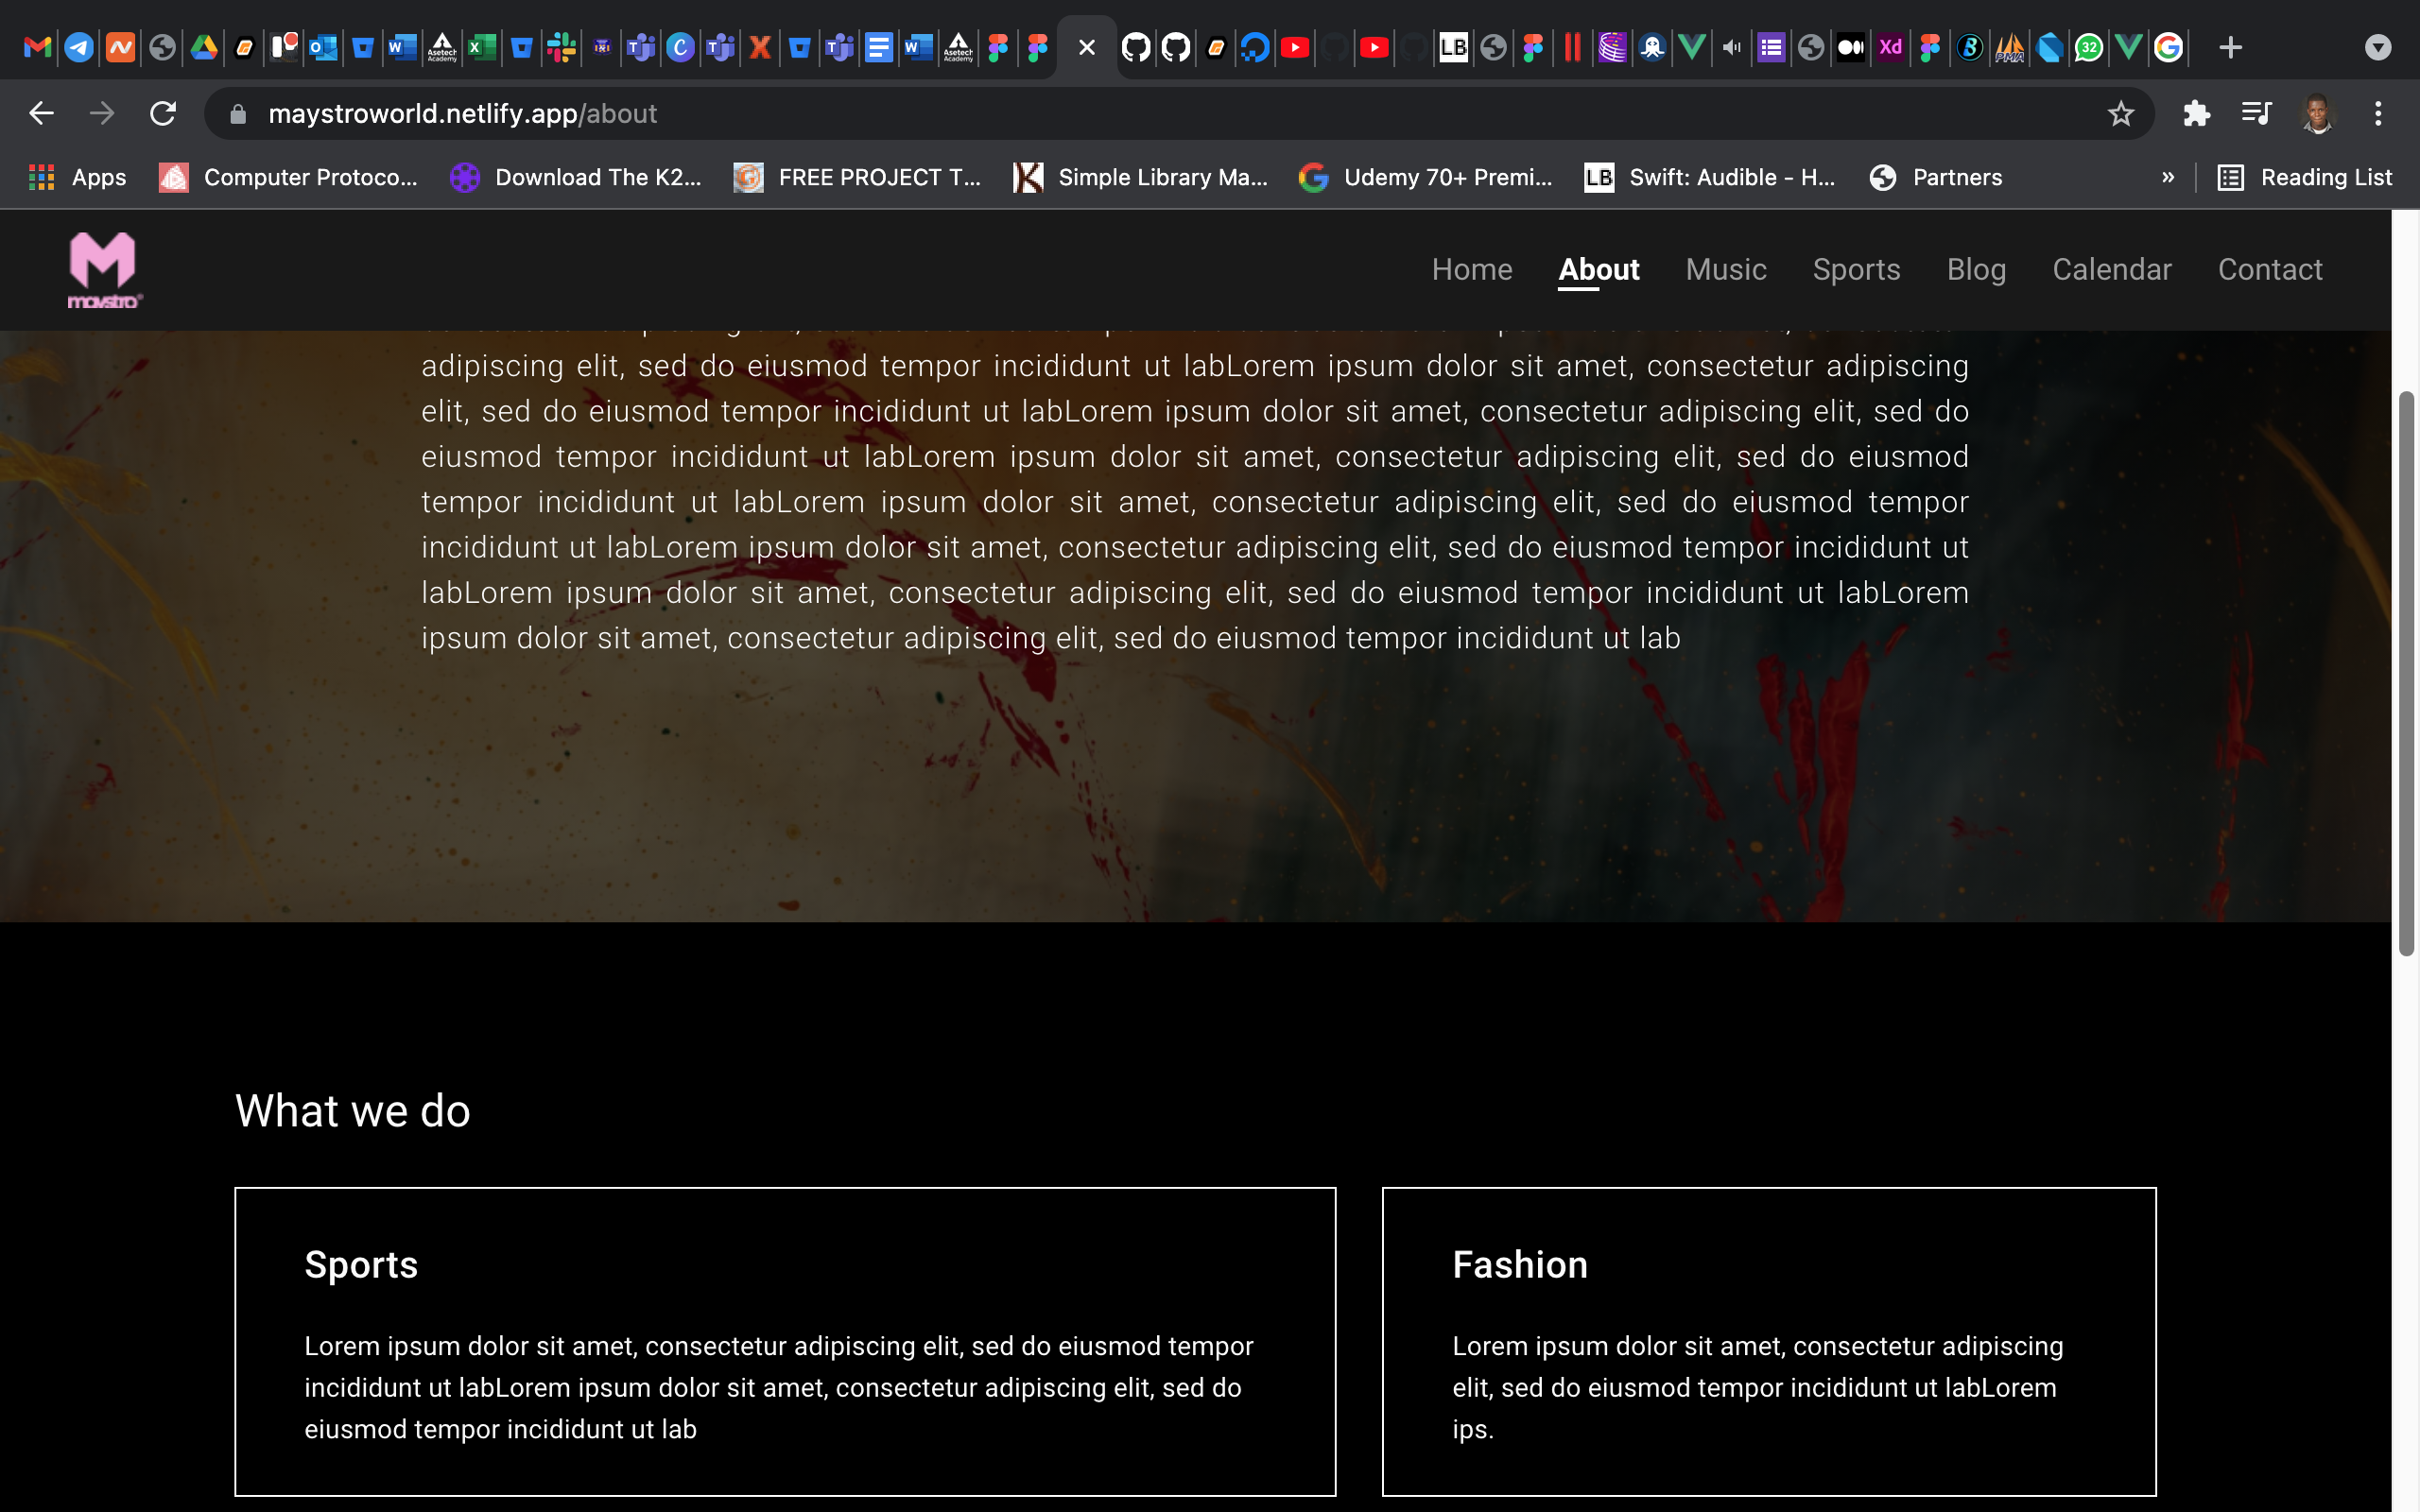 Asetech
Academy
Asetech
Academy
LB
Xd
PMA
32
maystroworld.netlify.app/about
Apps
Computer Protoco...
Download The K2...
FREE PROJECT T...
Simple Library Ma...
Udemy 70+ Premi...
LB Swift: Audible - H...
Partners
»
Reading List
maystro
Home About Music Sports Blog Calendar Contact
adipiscing elit, sed do eiusmod tempor incididunt ut labLorem ipsum dolor sit amet, consectetur adipiscing
elit, sed do eiusmod tempor incididunt ut labLorem ipsum dolor sit amet, consectetur adipiscing elit, sed do
eiusmod tempor incididunt ut labLorem ipsum dolor sit amet, consectetur adipiscing elit, sed do eiusmod
tempor incididunt ut labLorem ipsum dolor sit amet, consectetur adipiscing elit, sed do eiusmod tempor
incididunt ut labLorem ipsum dolor sit amet, consectetur adipiscing elit, sed do eiusmod tempor incididunt ut
labLorem ipsum dolor sit amet, consectetur adipiscing elit, sed do eiusmod tempor incididunt ut labLorem
ipsum dolor sit amet, consectetur adipiscing elit, sed do eiusmod tempor incididunt ut lab
What we do
Sports
Lorem ipsum dolor sit amet, consectetur adipiscing elit, sed do eiusmod tempor
incididunt ut labLorem ipsum dolor sit amet, consectetur adipiscing elit, sed do
eiusmod tempor incididunt ut lab
Fashion
Lorem ipsum dolor sit amet, consectetur adipiscing
elit, sed do eiusmod tempor incididunt ut labLorem
ips.